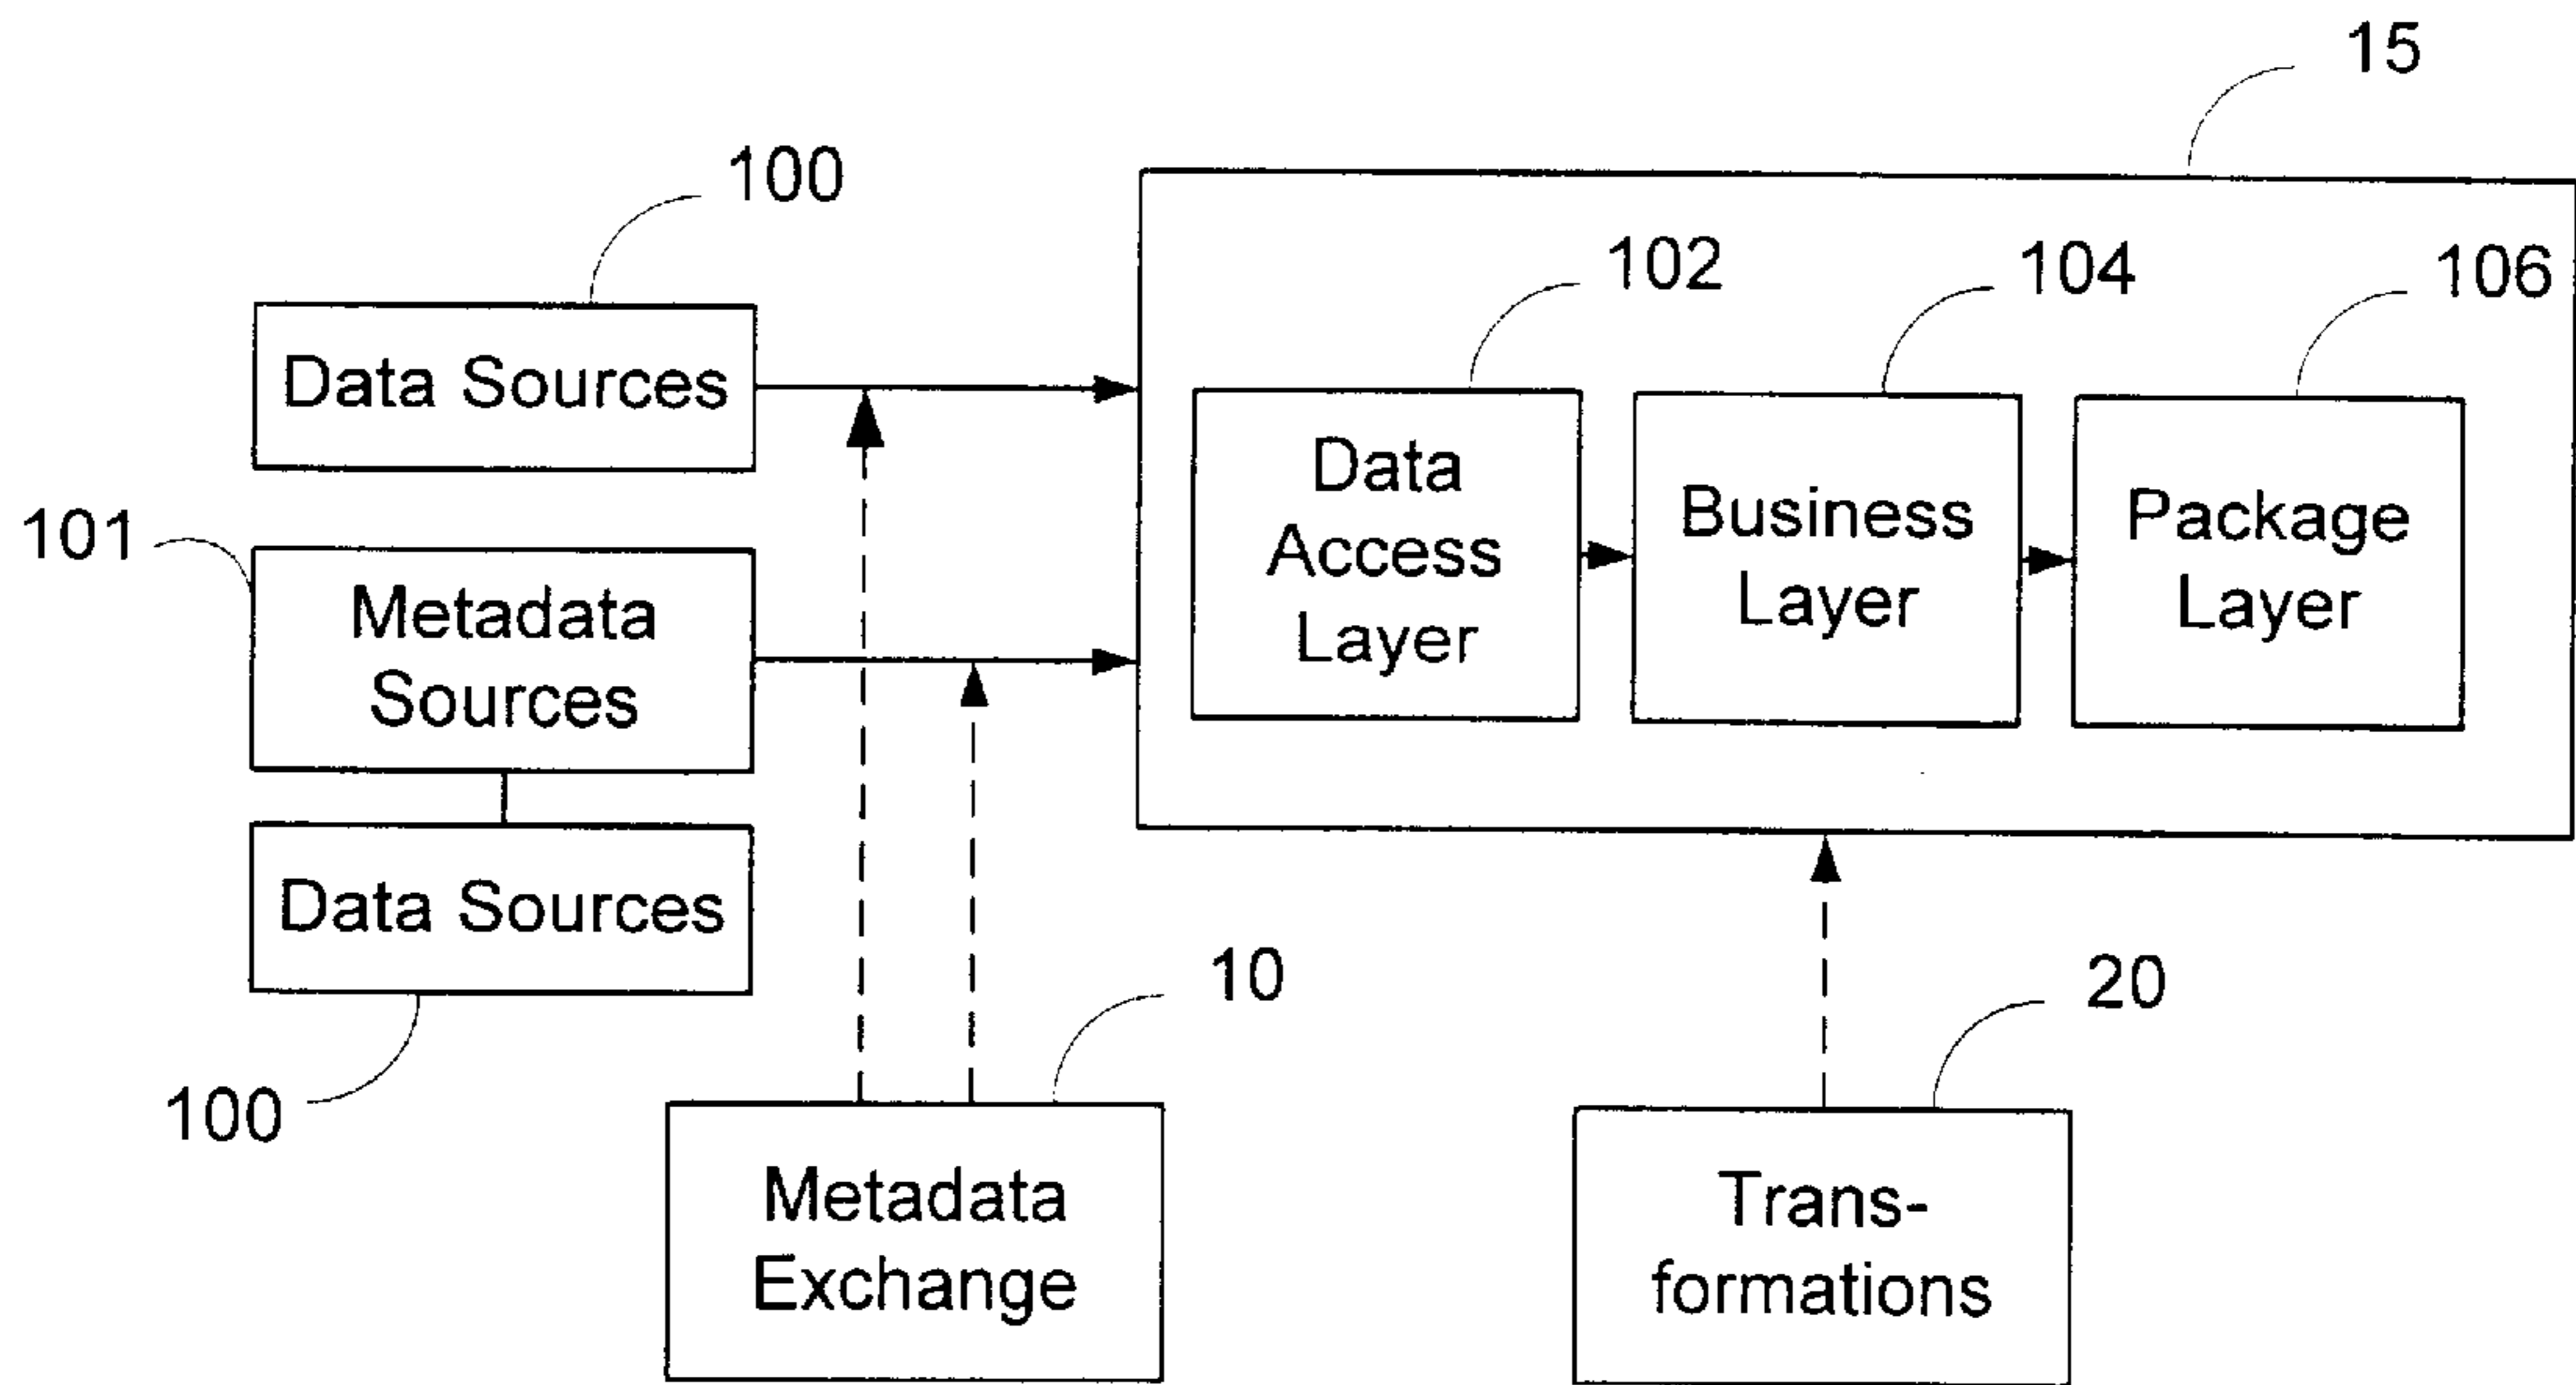 15
100
102
104
106
Data Sources
101
Metadata
Sources
Data
Access
Layer
Business
Layer
Package
Layer
Data Sources
100
10
20
Metadata
Exchange
Trans-
formations